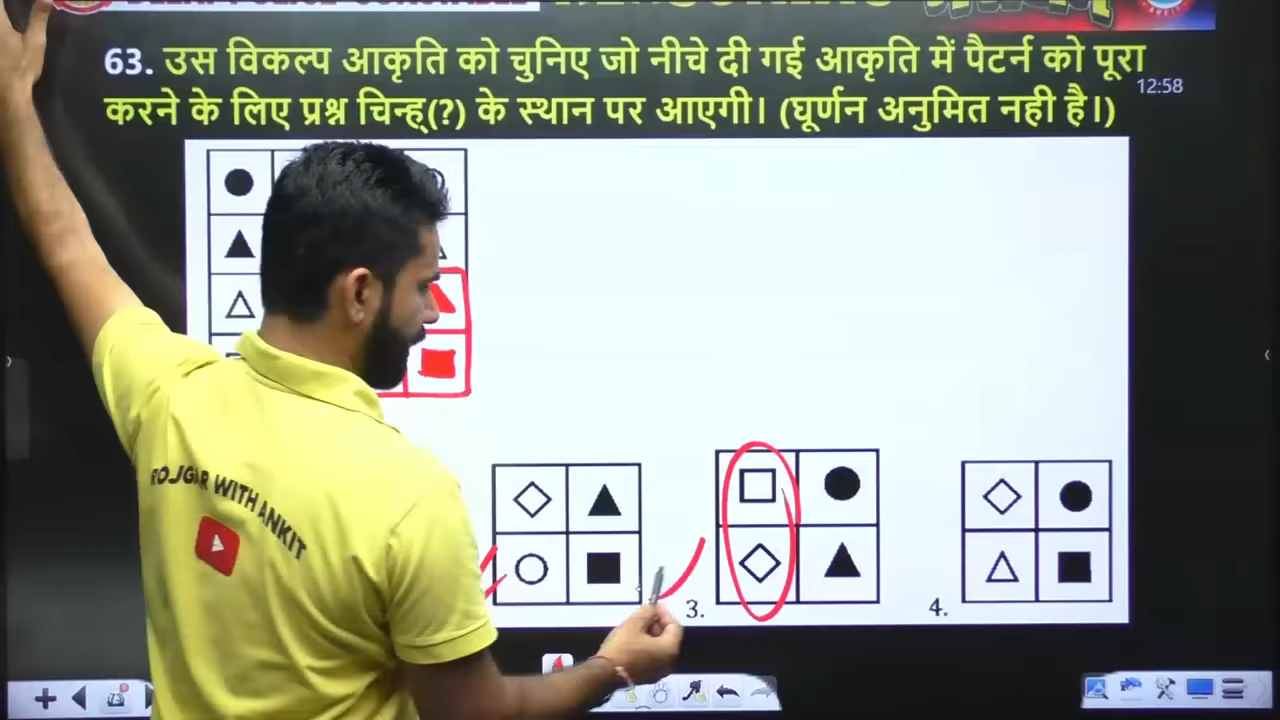 63. उस विकल्प आकृति को चुनिए जो नीचे दी गई आकृति में पैटर्न को पूरा
करने के लिए प्रश्न चिन्ह्(?) के स्थान पर आएगी। (घूर्णन अनुमित नही है।)
12:58
3.
4.
ROJGAR WITH ANKIT